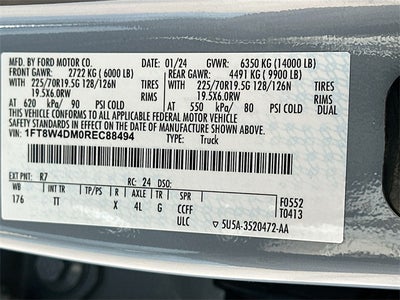 MFD. BY FORD MOTOR CO. 01/24 GVWR: 6350 KG (14000 LB)
FRONT GAWR: 2722 KG (6000 LB) REAR GAWR: 4491 KG (9900 LB)
WITH WITH
225/70R19.5G 128/126N TIRES 225/70R19.5G 128/126N TIRES
19.5X6.0RW RIMS 19.5X6.0RW RIMS
AT 620 kPa/ 90 PSI COLD AT 550 kPa/ 80 PSI COLD
THIS VEHICLE CONFORMS TO ALL APPLICABLE FEDERAL MOTOR VEHICLE
SAFETY STANDARDS IN EFFECT ON THE DATE OF MANUFACTURE SHOWN ABOVE.
VIN: 1FT8W4DM0REC88494 TYPE: Truck
EXT PNT: R7 RC: 24 DSO: F0552
WB INT TR TP/PS R AXLE TR SPR T0413
176 TT X 4L G CCFF
ULC 5U5A-3520472-AA